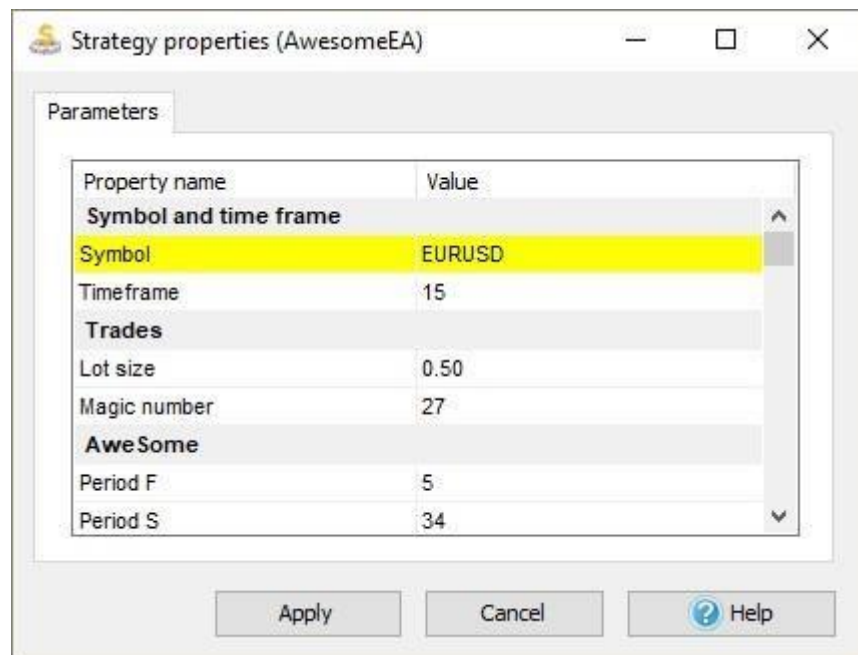 Strategy properties (AwesomeEA)
Parameters
Property name Value
Symbol and time frame
Symbol EURUSD
Timeframe 15
Trades
Lot size 0.50
Magic number 27
AweSome
Period F 5
Period S 34
Apply Cancel ? Help